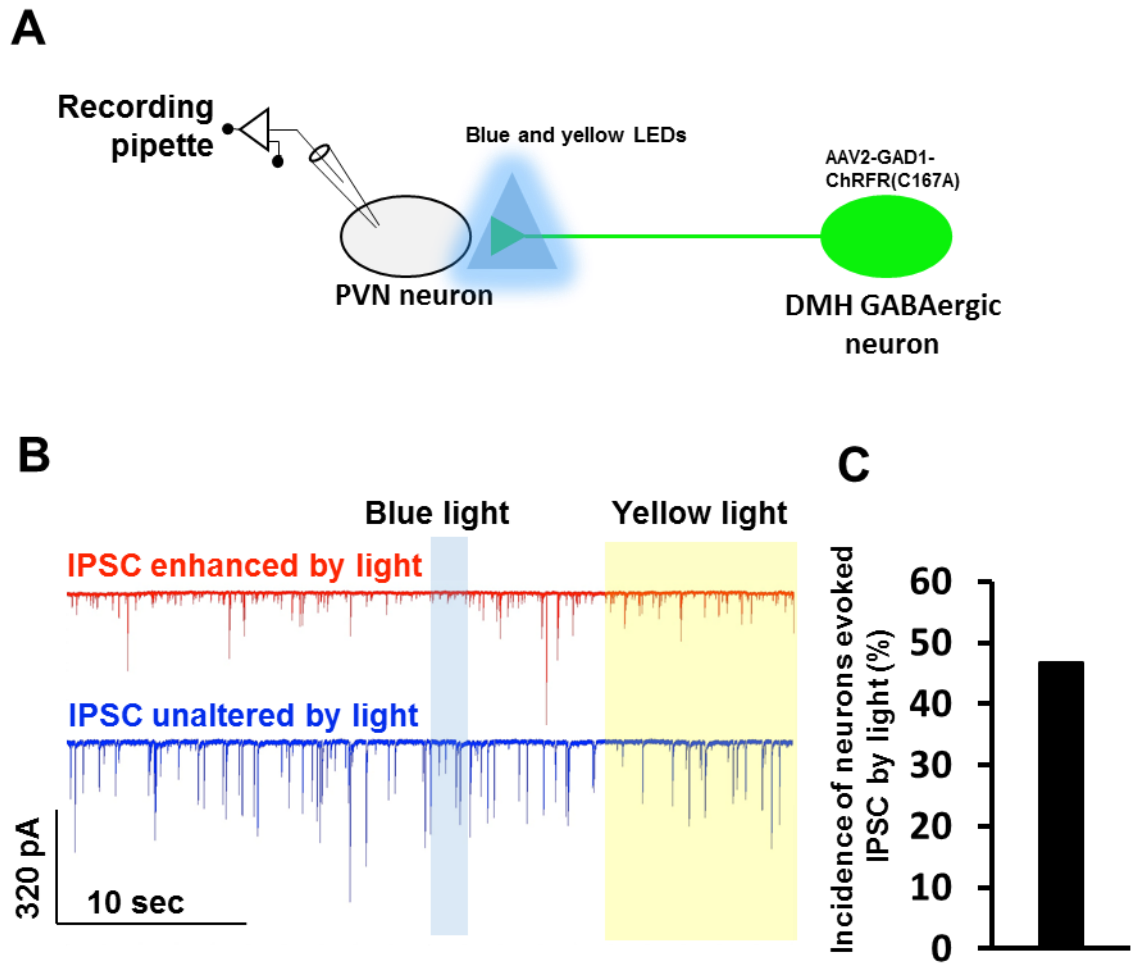 A
Recording
pipette
Blue and yellow LEDs
AAV2-GAD1-
ChRFR(C167A)
PVN neuron
DMH GABAergic
neuron
B
Blue light
Yellow light
IPSC enhanced by light
IPSC unaltered by light
320 pA
10 sec
C
Incidence of neurons evoked
IPSC by light (%)
60
50
40
30
20
10
0